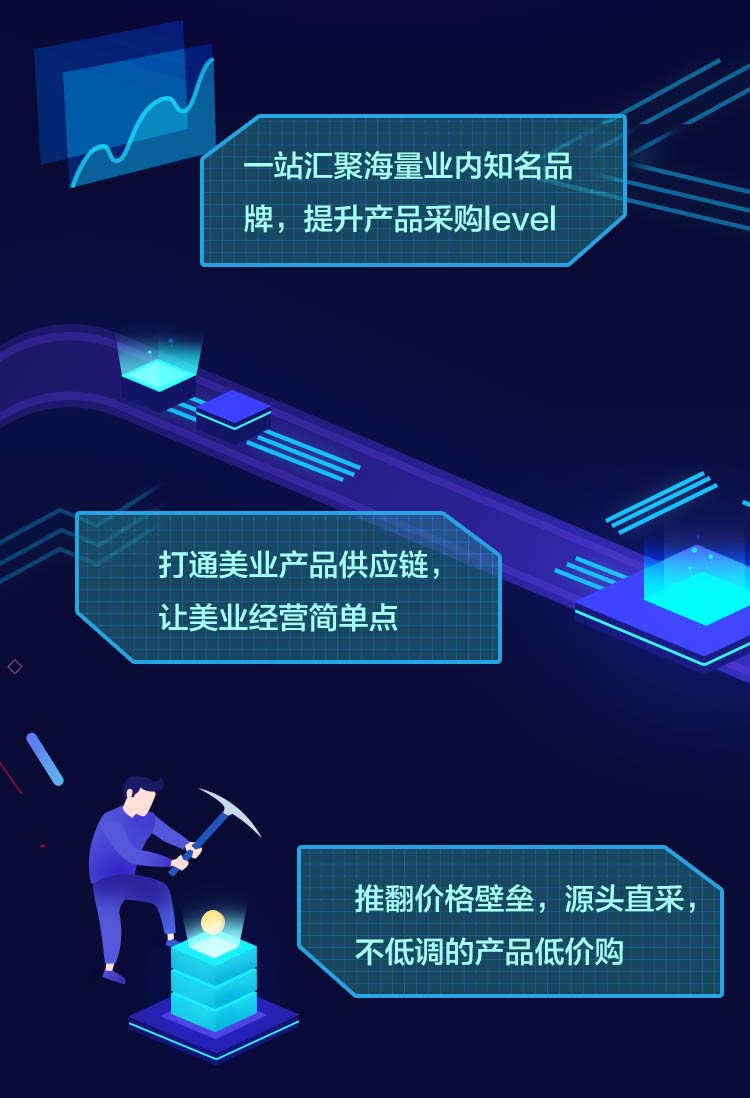 一站汇聚海量业内知名品
牌，提升产品采购level
打通美业产品供应链，
让美业经营简单点
推翻价格壁垒，源头直采，
不低调的产品低价购